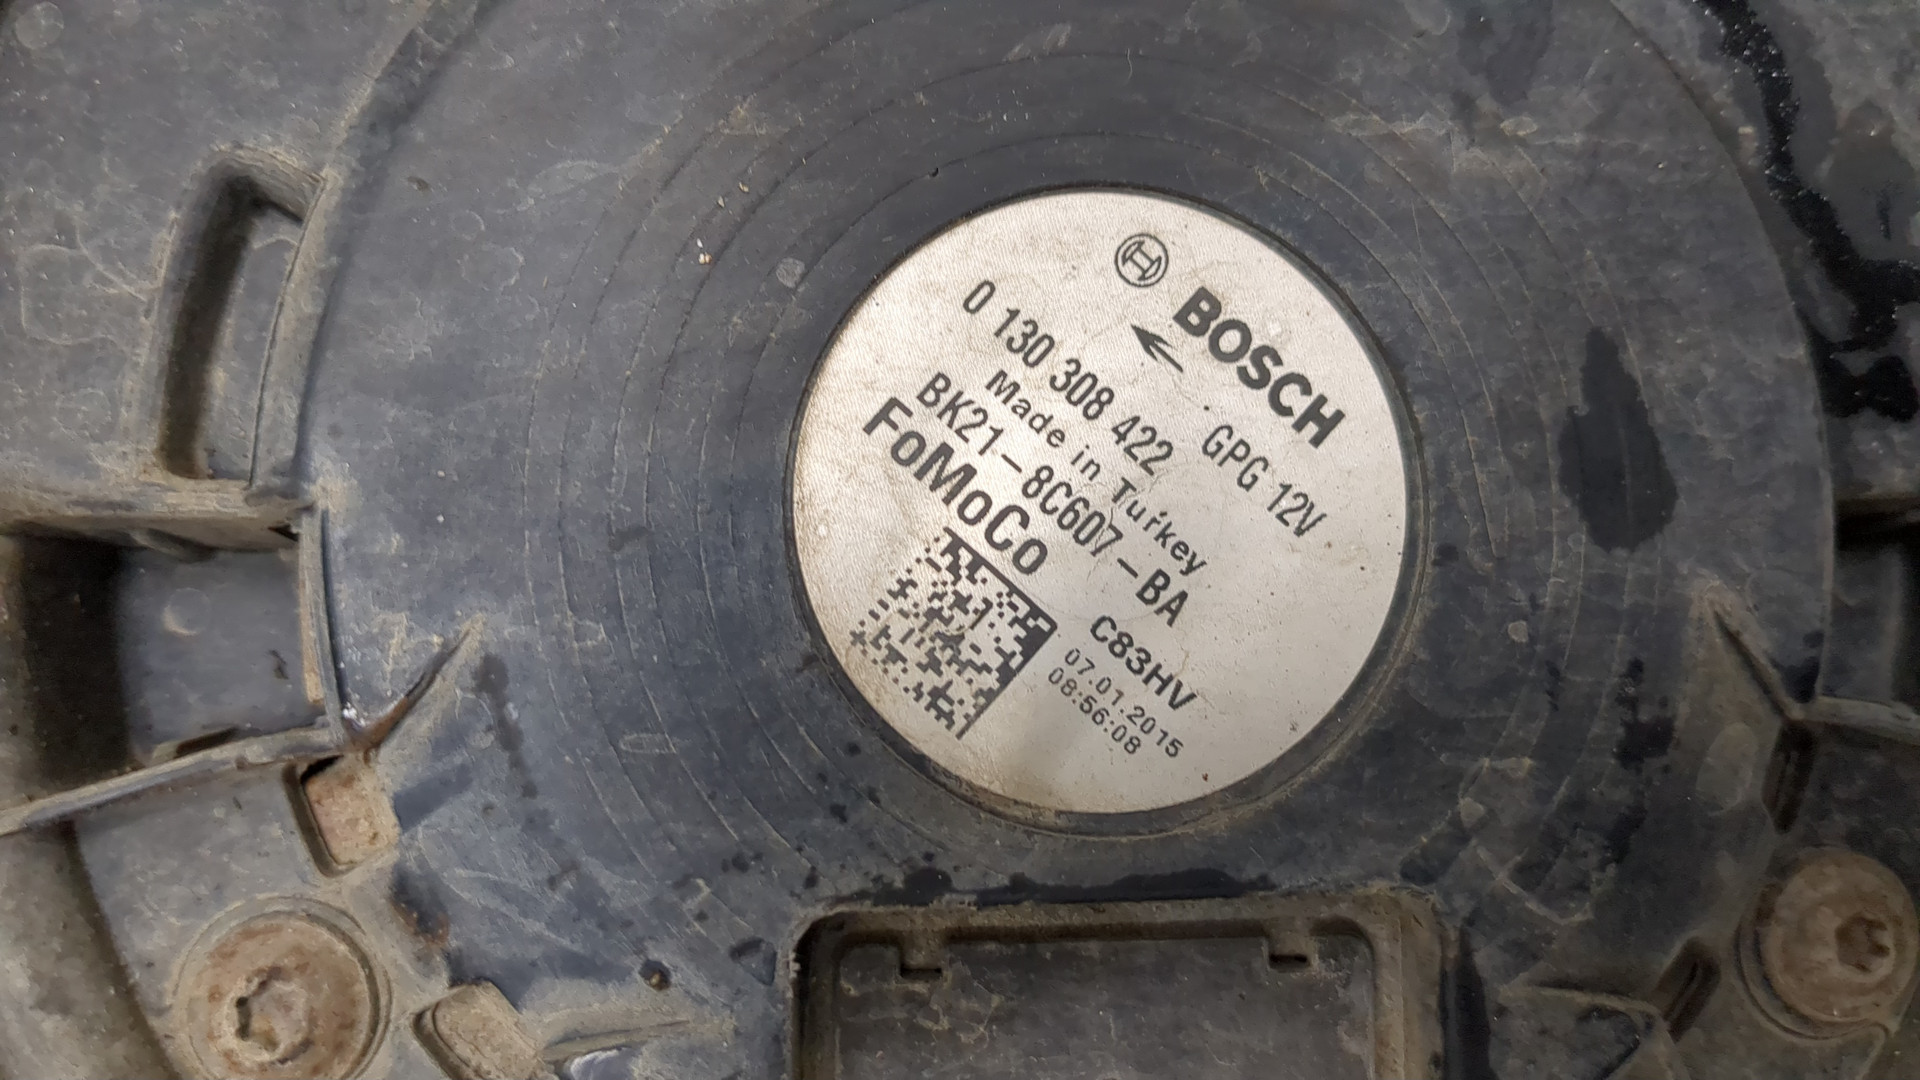 BOSCH
GPG 12V
0 130 308 422
Made in Turkey
BK21-8C607-BA
FoMoCo
C83HV
07.01.2015
08:56:08